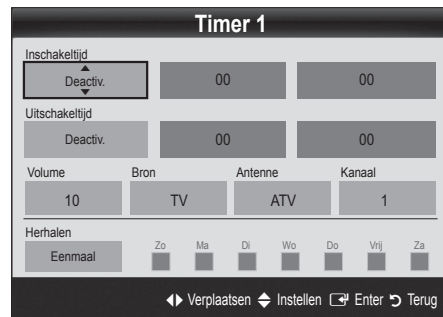 Timer 1
Inschakeltijd
Deactiv. 00 00
Uitschakeltijd
Deactiv. 00 00
Volume Bron Antenne Kanaal
10 TV ATV 1
Herhalen
Zo Ma Di Wo Do Vrij Za
Eenmaal
Verplaatsen Instellen Enter Terug